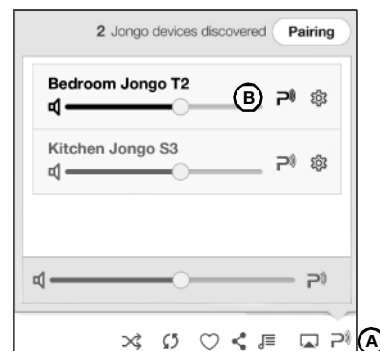 2 Jongo devices discovered Pairing
Bedroom Jongo T2
B
Kitchen Jongo S3
A